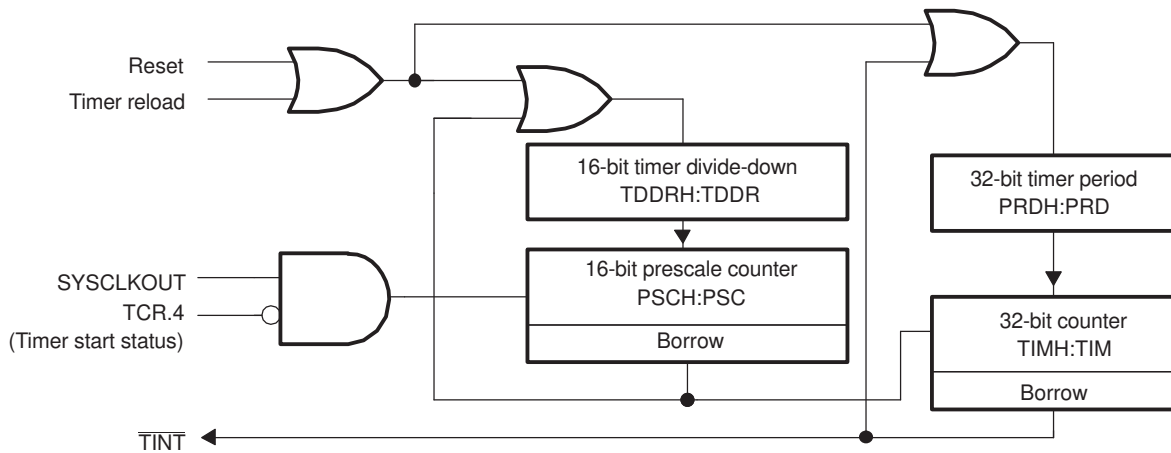 Reset
Timer reload
16-bit timer divide-down
TDDRH:TDDR
32-bit timer period
PRDH:PRD
SYSCLKOUT
TCR.4
(Timer start status)
16-bit prescale counter
PSCH:PSC
Borrow
32-bit counter
TIMH:TIM
Borrow
TINT